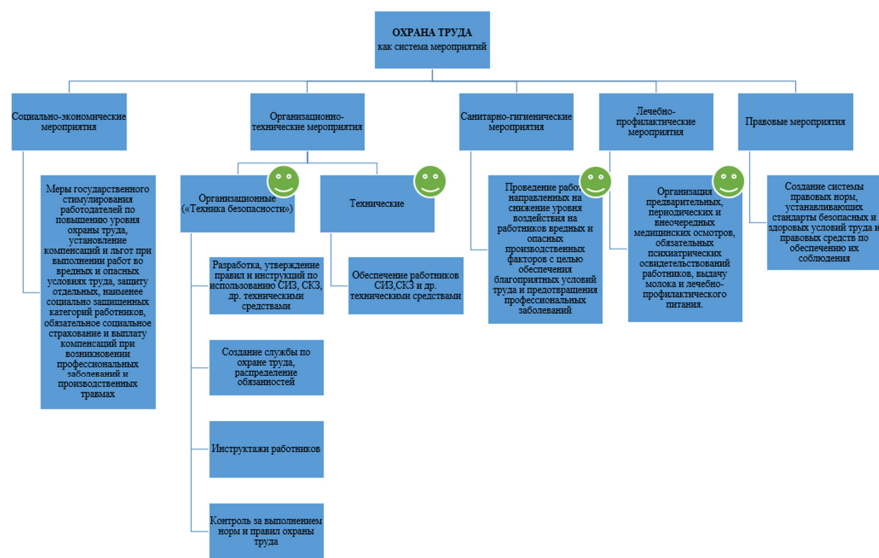 ОХРАНА ТРУДА
как система мероприятий
Социально-экономические
мероприятия
Организационно-
технические мероприятия
Санитарно-гигиенические
мероприятия
Лечебно-
профилактические
мероприятия
Правовые мероприятия
Меры государственного
стимулирования
работодателей по
повышению уровня
охраны труда,
установление
компенсаций и льгот при
выполнении работ во
вредных и опасных
условиях труда, защиту
отдельных, наименее
социально защищенных
категорий работников,
обязательное социальное
страхование и выплату
компенсаций при
возникновении
профессиональных
заболеваний и
производственных
травмах
Организационные
(«Техника безопасности»)
Технические
Разработка, утверждение
правил и инструкций по
использованию СИЗ, СКЗ,
др. техническими
средствами
Создание службы по
охране труда,
распределение
обязанностей
Инструктажи работников
Контроль за выполнением
норм и правил охраны
труда
Обеспечение работников
СИЗ,СКЗ и др.
техническими средствами
Проведение работ,
направленных на
снижение уровня
воздействия на
работников вредных и
опасных
производственных
факторов с целью
обеспечения
благоприятных условий
труда и предотвращения
профессиональных
заболеваний
Организация
предварительных,
периодических и
внеочередных
медицинских осмотров,
обязательных
психиатрических
освидетельствований
работников, выдачу
молока и лечебно-
профилактического
питания.
Создание системы
правовых норм,
устанавливающих
стандарты безопасных и
здоровых условий труда и
правовых средств по
обеспечению их
соблюдения